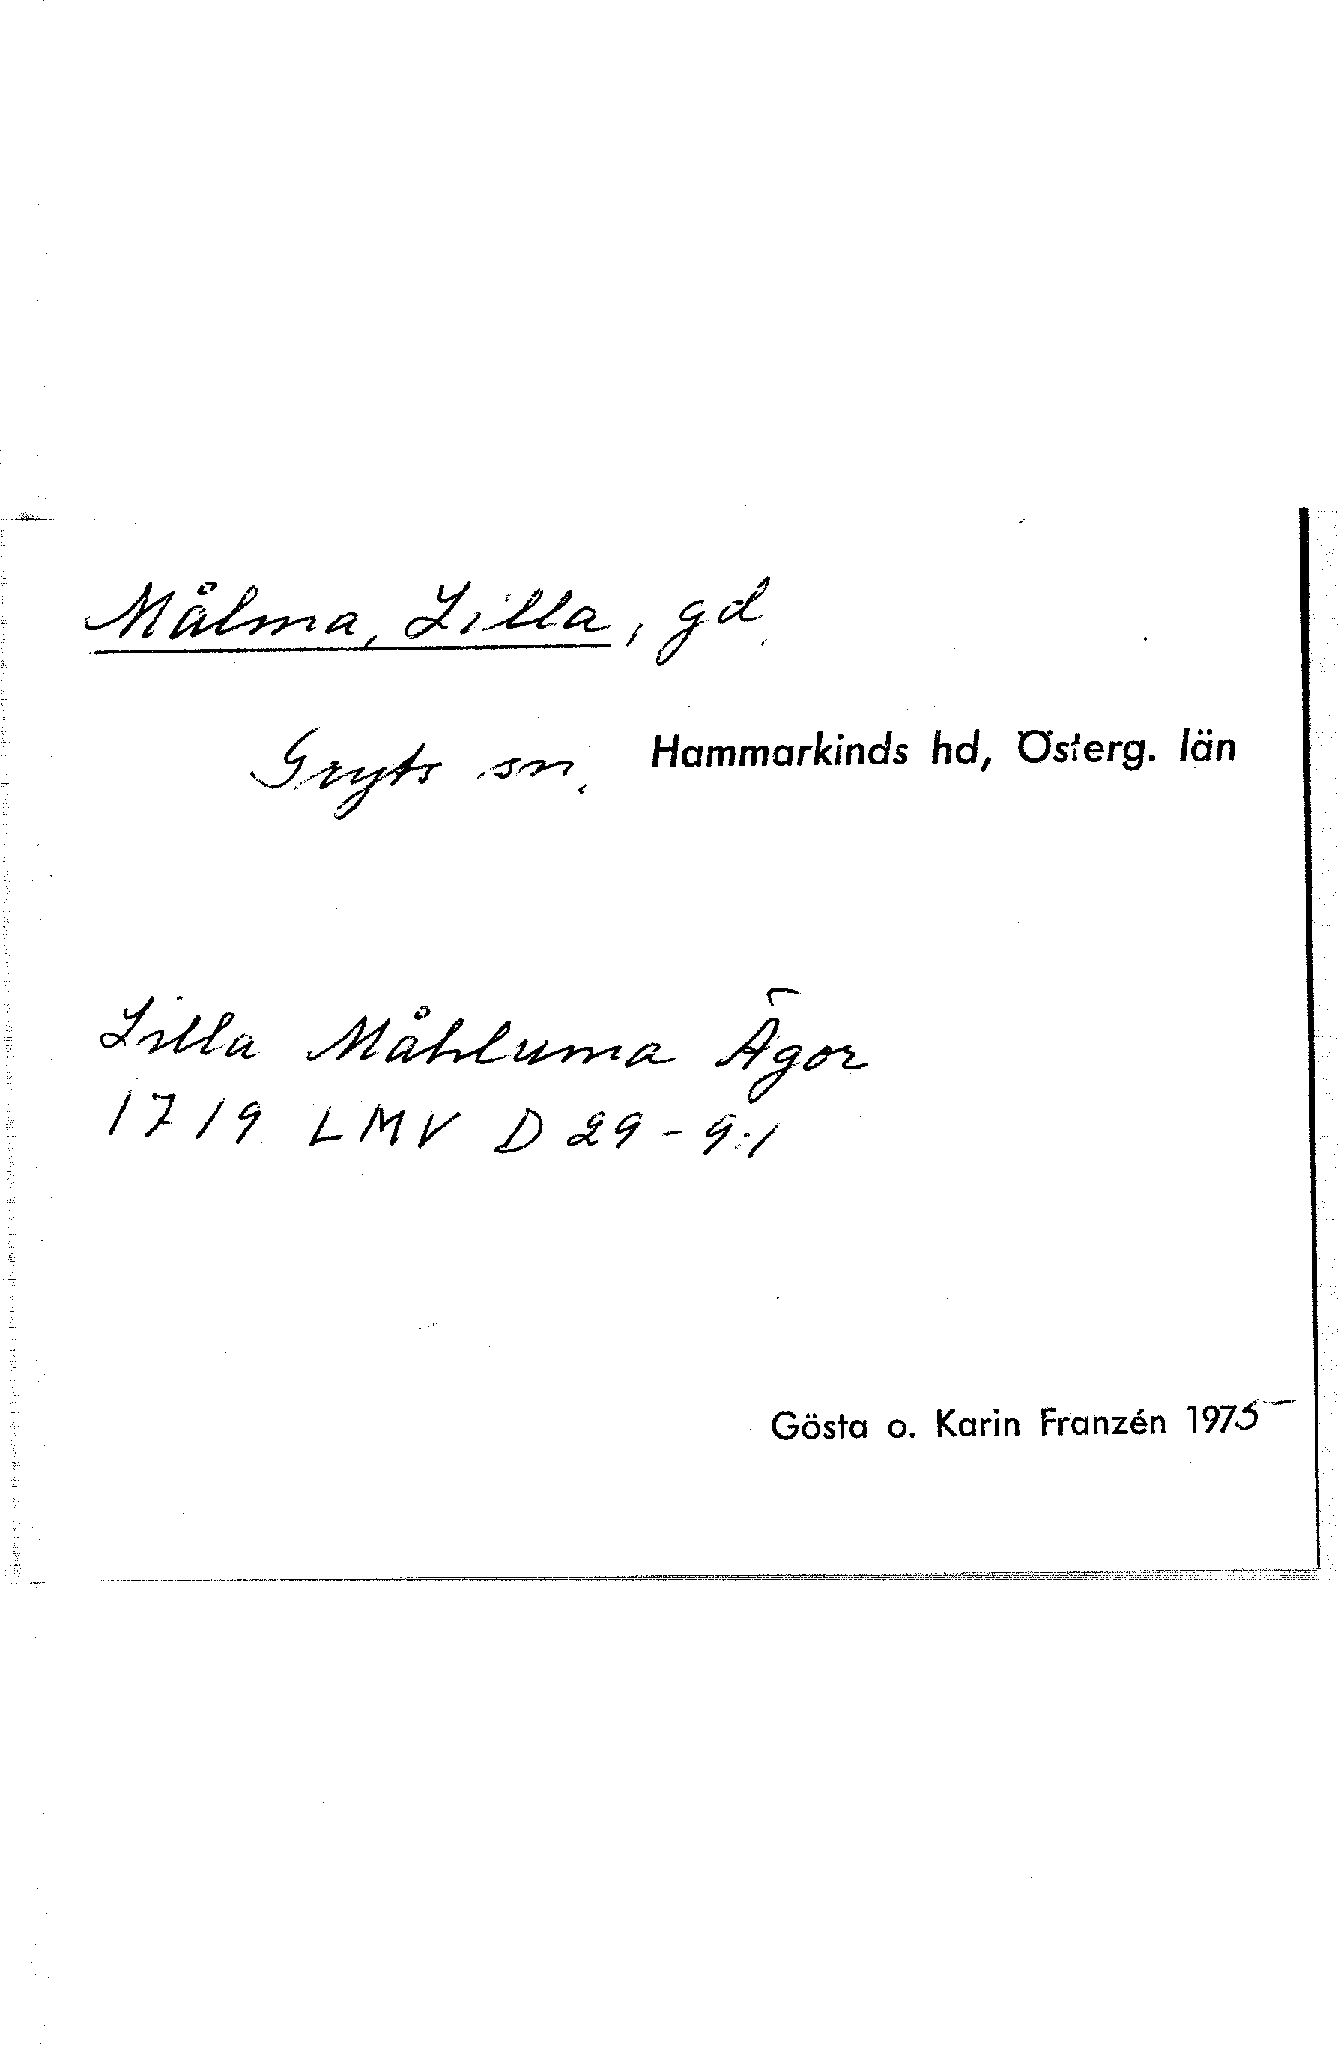 Målma, Lilla, gd
Gryts sn. Hammarkinds hd, Österg. län
Lilla Måhluma Ägor
1719 LMV D 29-9:1
Gösta o. Karin Franzén 1975